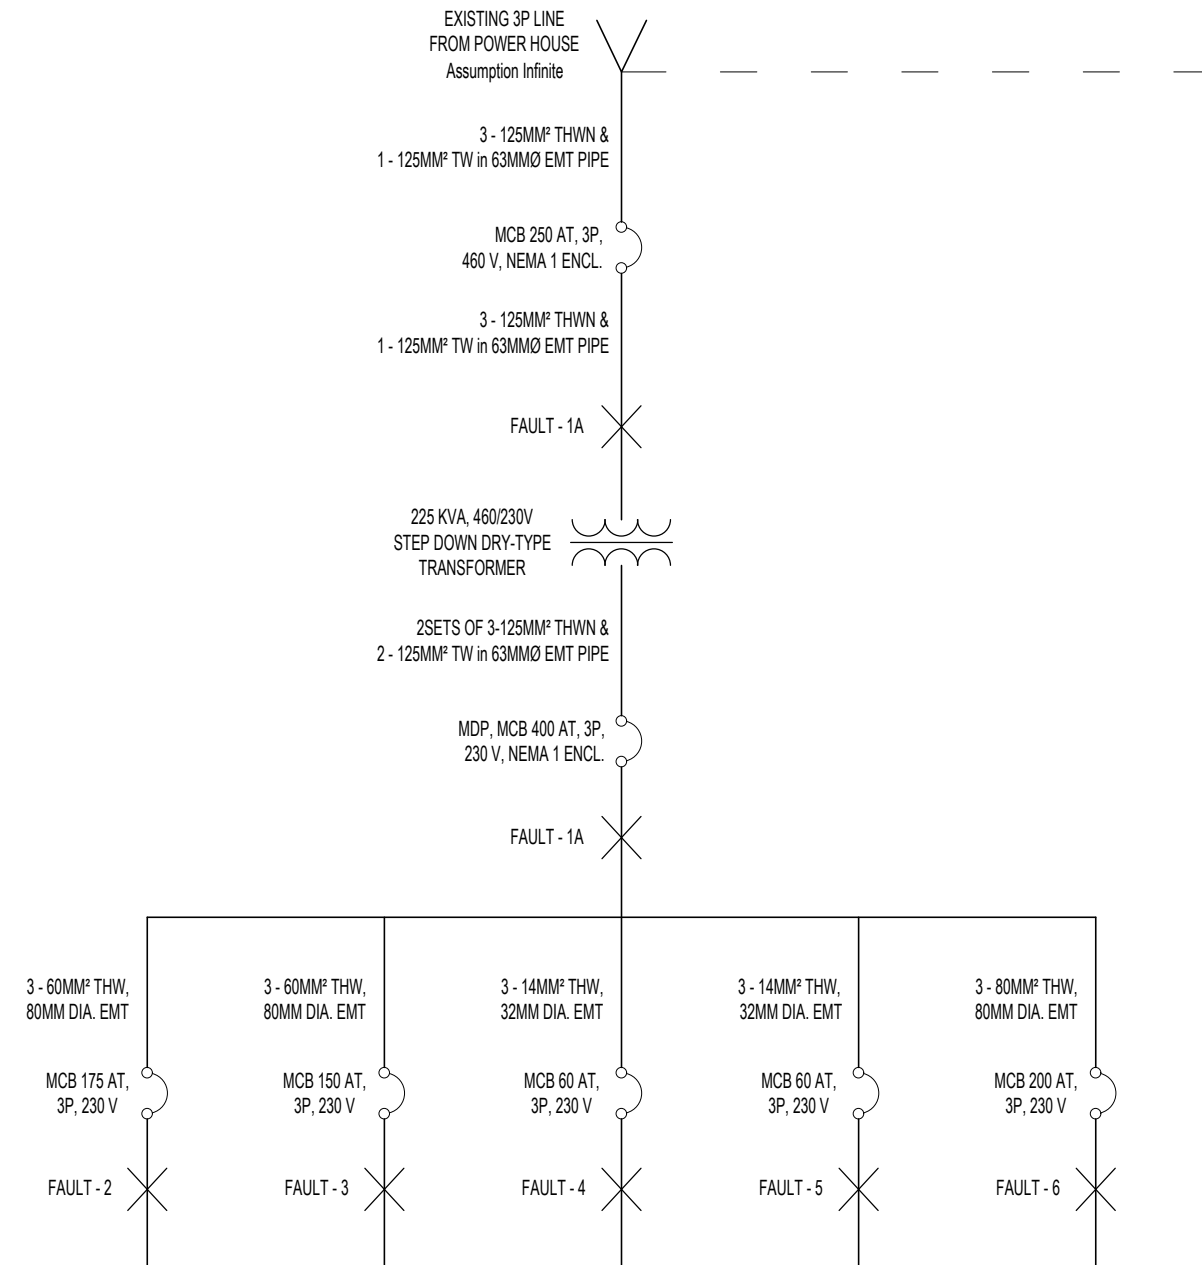 EXISTING 3P LINE
FROM POWER HOUSE
Assumption Infinite
3 - 125MM² THWN &
1 - 125MM² TW in 63MMØ EMT PIPE
MCB 250 AT, 3P,
460 V, NEMA 1 ENCL.
3 - 125MM² THWN &
1 - 125MM² TW in 63MMØ EMT PIPE
FAULT - 1A
225 KVA, 460/230V
STEP DOWN DRY-TYPE
TRANSFORMER
2SETS OF 3-125MM² THWN &
2 - 125MM² TW in 63MMØ EMT PIPE
MDP, MCB 400 AT, 3P,
230 V, NEMA 1 ENCL.
FAULT - 1A
3 - 60MM² THW,
80MM DIA. EMT
3 - 60MM² THW,
80MM DIA. EMT
3 - 14MM² THW,
32MM DIA. EMT
3 - 14MM² THW,
32MM DIA. EMT
3 - 80MM² THW,
80MM DIA. EMT
MCB 175 AT,
3P, 230 V
MCB 150 AT,
3P, 230 V
MCB 60 AT,
3P, 230 V
MCB 60 AT,
3P, 230 V
MCB 200 AT,
3P, 230 V
FAULT - 2
FAULT - 3
FAULT - 4
FAULT - 5
FAULT - 6